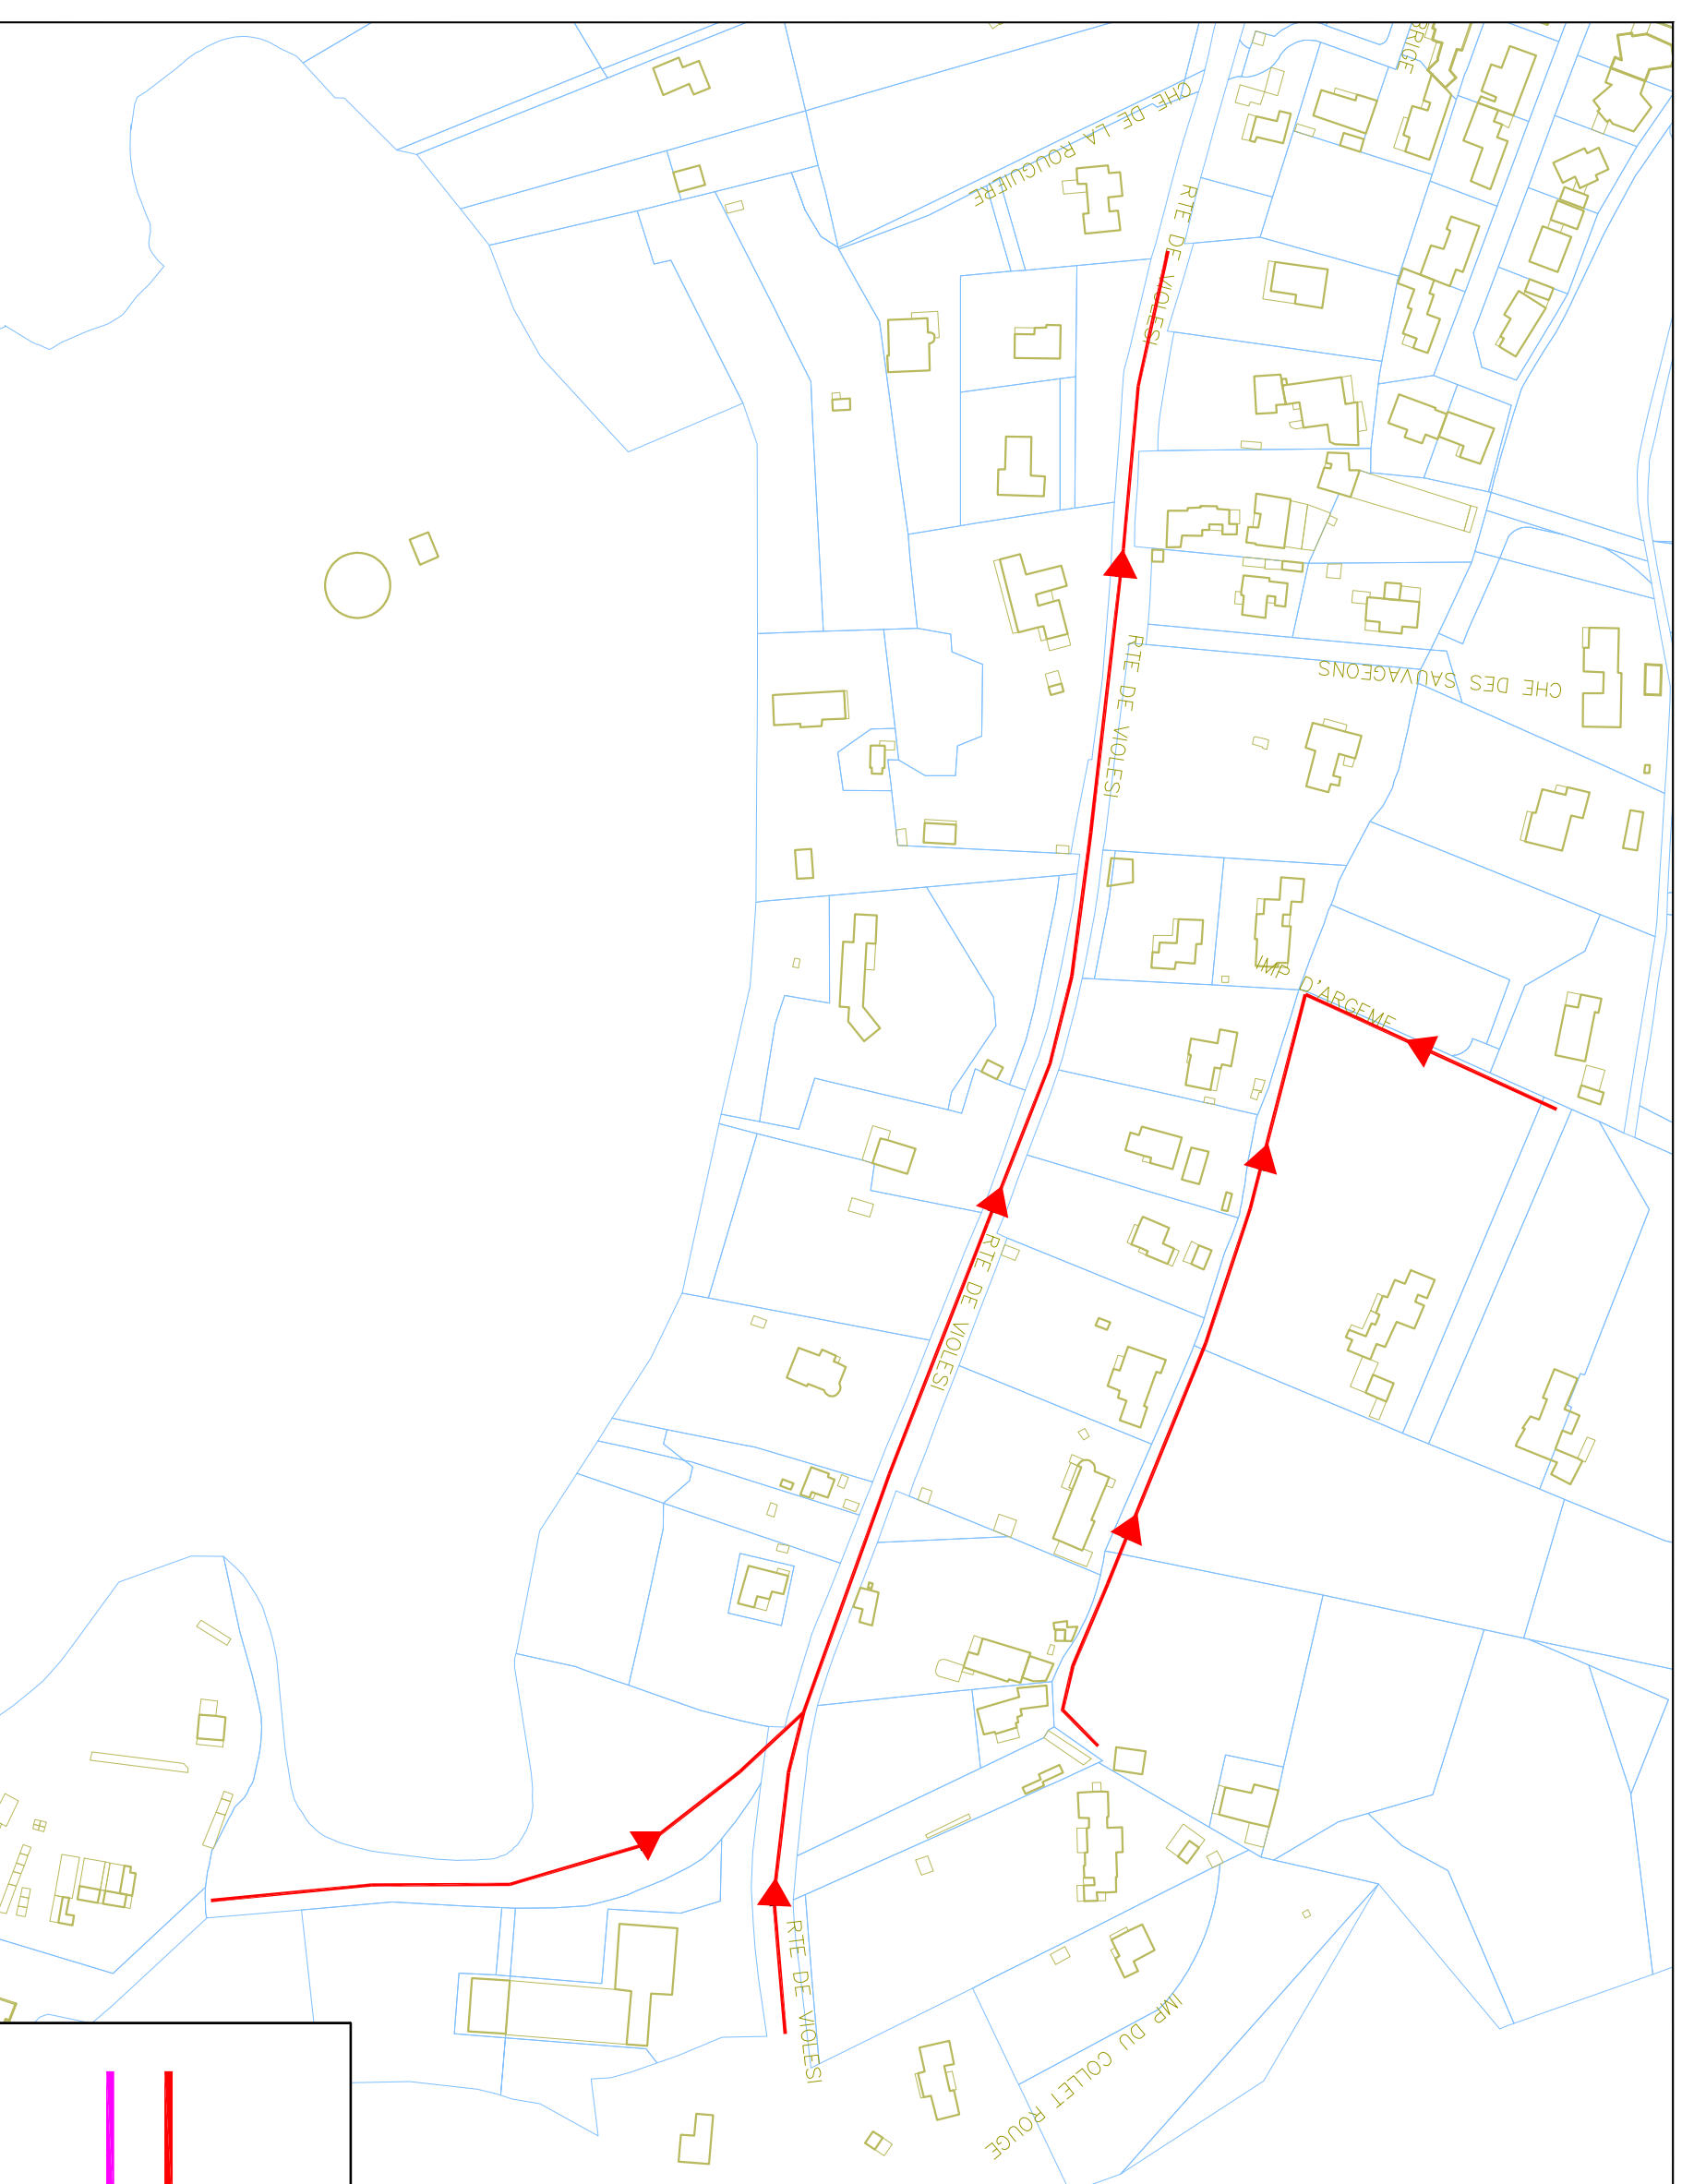 BRIGE
CHE DE LA ROUGUIERE
RTE DE VIOLESI
RTE DE VIOLESI
CHE DES SAUVAGEONS
IMP D'ARGEME
RTE DE VIOLESI
RTE DE VIOLESI
IMP DU COLLET ROUGE